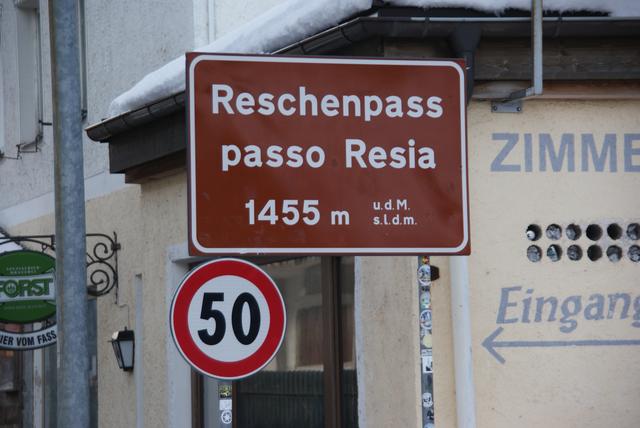 Reschenpass
passo Resia
1455 m u.d.M.
s.l.d.m.
50
ZIMME
Eingang
FORST
IER VOM FASS